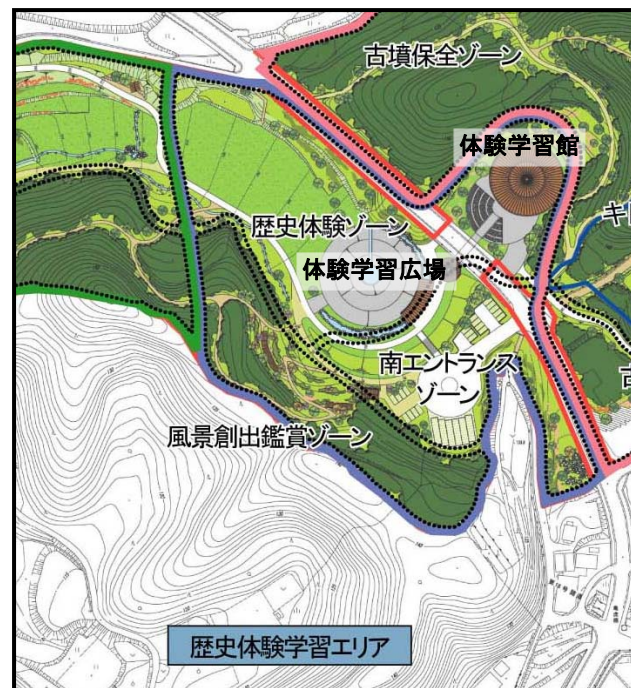 古墳保全ゾーン
体験学習館
キ
歴史体験ゾーン
体験学習広場
南エントランス
ゾーン
古
風景創出鑑賞ゾーン
歴史体験学習エリア